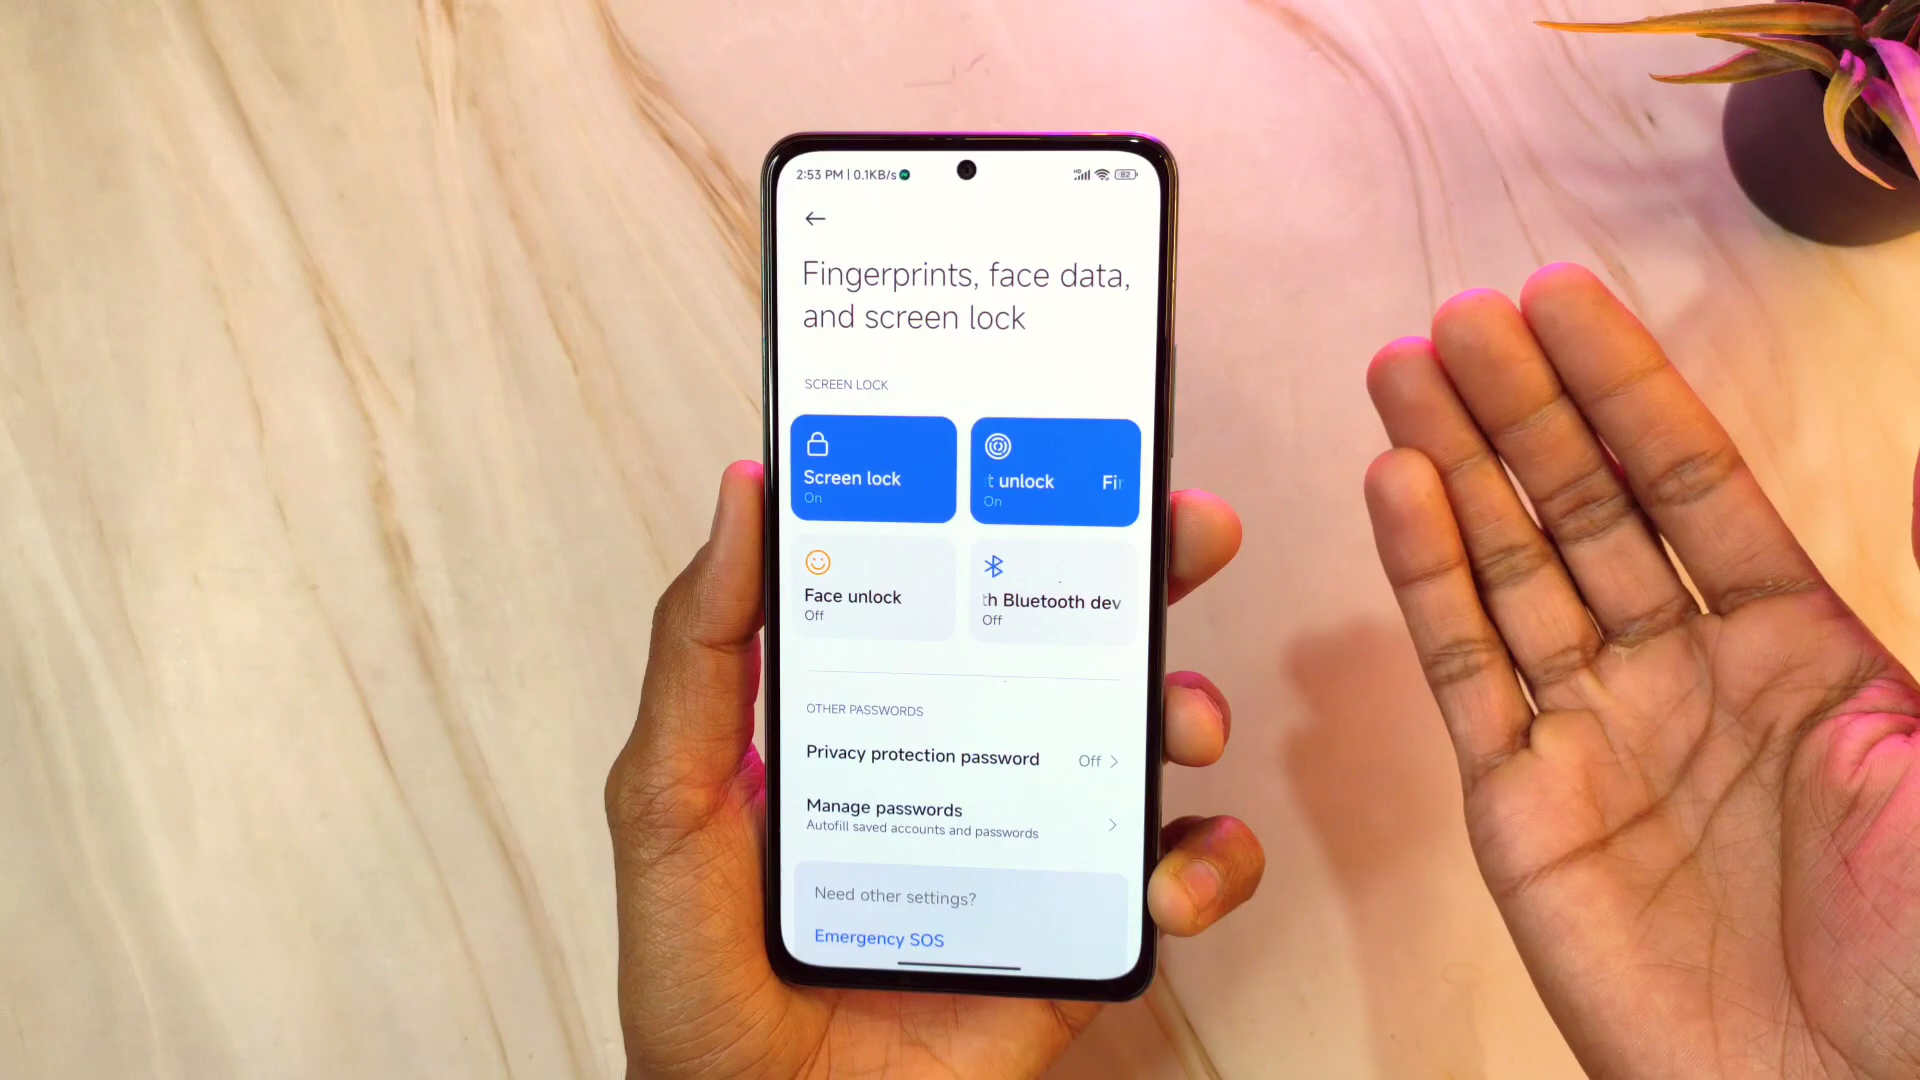 2:53 PM | 0.1KB/s
HD
82
Fingerprints, face data,
and screen lock
SCREEN LOCK
Screen lock
On
t unlock Fi
On
Face unlock
Off
th Bluetooth dev
Off
OTHER PASSWORDS
Privacy protection password Off
Manage passwords
Autofill saved accounts and passwords
Need other settings?
Emergency SOS